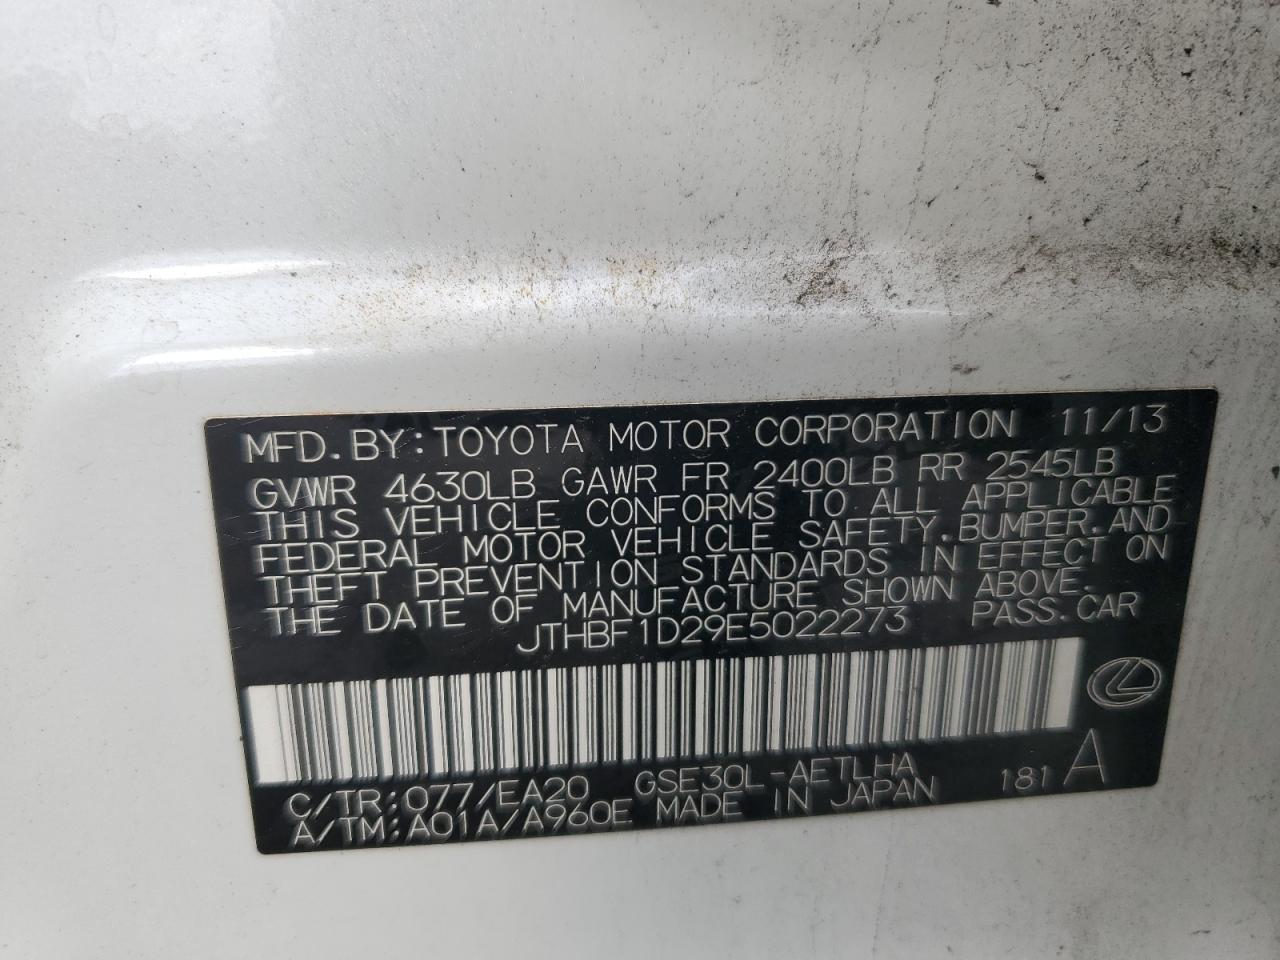 MFD. BY: TOYOTA MOTOR CORPORATION 11/13
GVWR 4630LB GAWR FR 2400LB RR 2545LB
THIS VEHICLE CONFORMS TO ALL APPLICABLE
FEDERAL MOTOR VEHICLE SAFETY, BUMPER, AND
THEFT PREVENTION STANDARDS IN EFFECT ON
THE DATE OF MANUFACTURE SHOWN ABOVE.
JTHBF1D29E5022273 PASS. CAR
C/TR: 077/EA20 GSE30L-AETLHA
A/TM: A01A/A960E MADE IN JAPAN 181 A